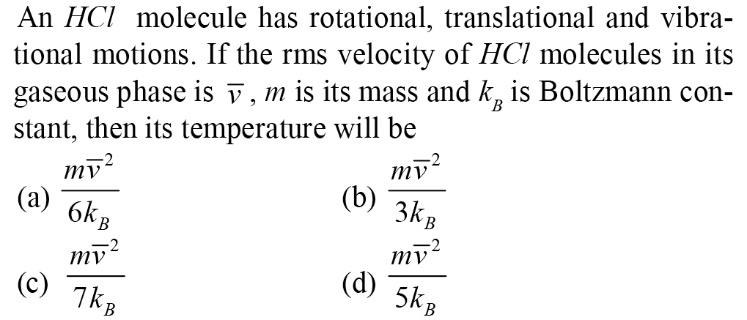 An HCl molecule has rotational, translational and vibra-
tional motions. If the rms velocity of HCl molecules in its
gaseous phase is v̅, m is its mass and k_B is Boltzmann con-
stant, then its temperature will be
(a) mv̅²/6k_B (b) mv̅²/3k_B
(c) mv̅²/7k_B (d) mv̅²/5k_B